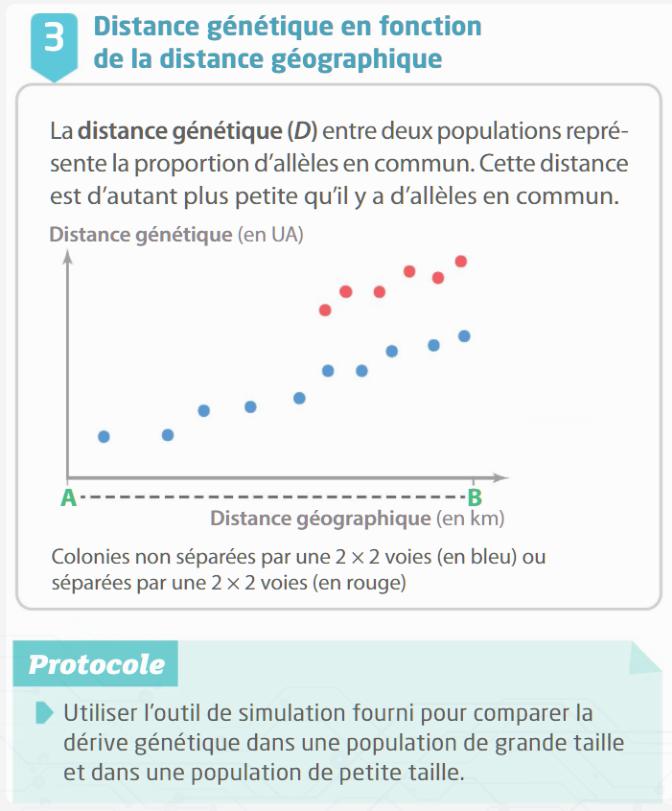 3
Distance génétique en fonction
de la distance géographique
La distance génétique (D) entre deux populations repré-
sente la proportion d'allèles en commun. Cette distance
est d'autant plus petite qu'il y a d'allèles en commun.
Distance génétique (en UA)
A
B
Distance géographique (en km)
Colonies non séparées par une 2 × 2 voies (en bleu) ou
séparées par une 2 × 2 voies (en rouge)
Protocole
Utiliser l'outil de simulation fourni pour comparer la
dérive génétique dans une population de grande taille
et dans une population de petite taille.